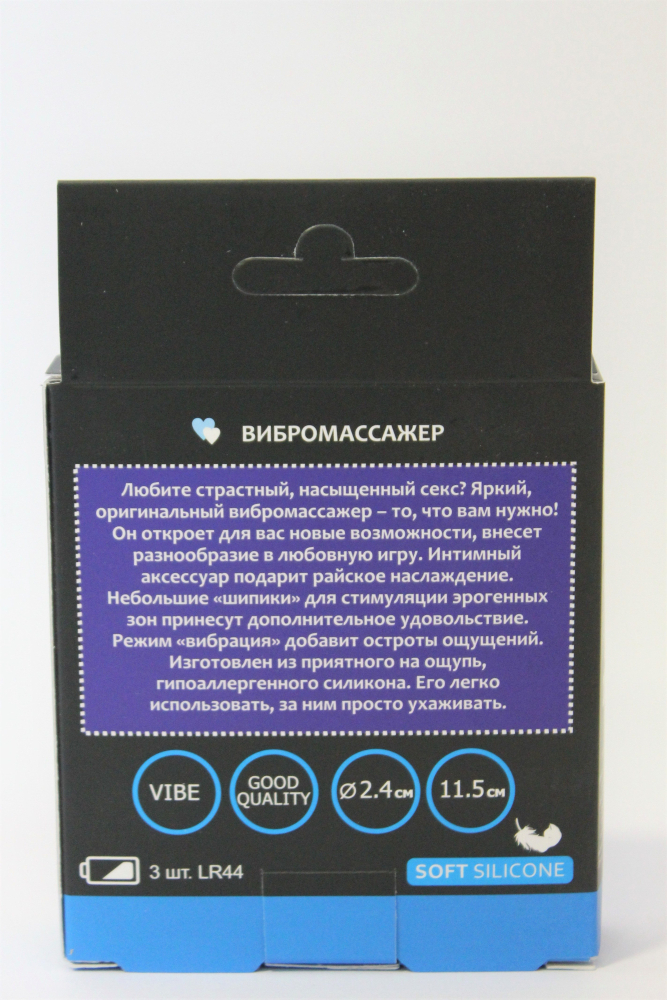 ВИБРОМАССАЖЕР
Любите страстный, насыщенный секс? Яркий,
оригинальный вибромассажер – то, что вам нужно!
Он откроет для вас новые возможности, внесет
разнообразие в любовную игру. Интимный
аксессуар подарит райское наслаждение.
Небольшие «шипики» для стимуляции эрогенных
зон принесут дополнительное удовольствие.
Режим «вибрация» добавит остроты ощущений.
Изготовлен из приятного на ощупь,
гипоаллергенного силикона. Его легко
использовать, за ним просто ухаживать.
VIBE
GOOD
QUALITY
⌀2.4см
11.5см
3 шт. LR44
SOFT SILICONE